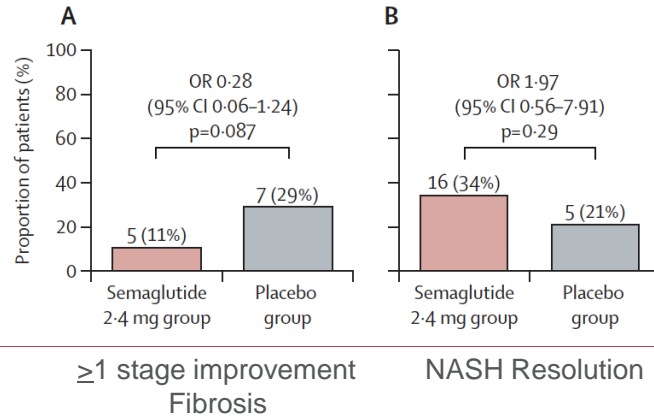 A
B
Proportion of patients (%)
100
80
60
40
20
0
OR 0·28
(95% CI 0·06–1·24)
p=0·087
5 (11%)
7 (29%)
Semaglutide
2·4 mg group
Placebo
group
OR 1·97
(95% CI 0·56–7·91)
p=0·29
16 (34%)
5 (21%)
Semaglutide
2·4 mg group
Placebo
group
≥1 stage improvement
Fibrosis
NASH Resolution